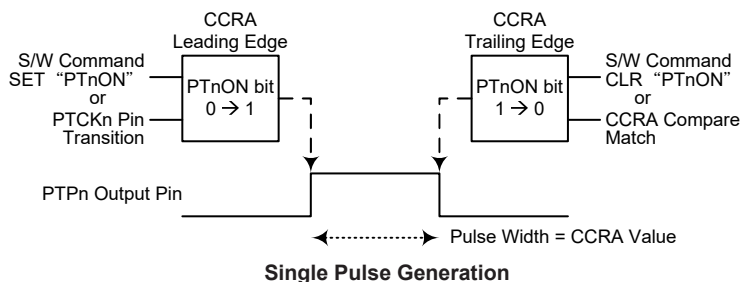 CCRA
Leading Edge
S/W Command
SET “PTnON”
or
PTCKn Pin
Transition
PTnON bit
0 → 1
CCRA
Trailing Edge
PTnON bit
1 → 0
S/W Command
CLR “PTnON”
or
CCRA Compare
Match
PTPn Output Pin
Pulse Width = CCRA Value
Single Pulse Generation